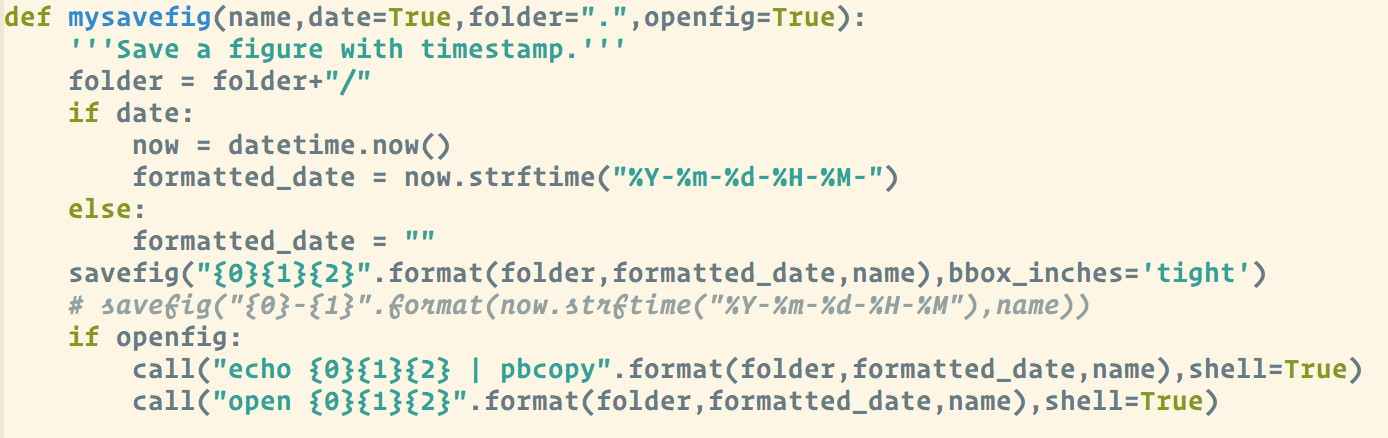 def mysavefig(name,date=True,folder=".",openfig=True):
    '''Save a figure with timestamp.'''
    folder = folder+"/"
    if date:
        now = datetime.now()
        formatted_date = now.strftime("%Y-%m-%d-%H-%M-")
    else:
        formatted_date = ""
    savefig("{0}{1}{2}".format(folder,formatted_date,name),bbox_inches='tight')
    # savefig("{0}-{1}".format(now.strftime("%Y-%m-%d-%H-%M"),name))
    if openfig:
        call("echo {0}{1}{2} | pbcopy".format(folder,formatted_date,name),shell=True)
        call("open {0}{1}{2}".format(folder,formatted_date,name),shell=True)